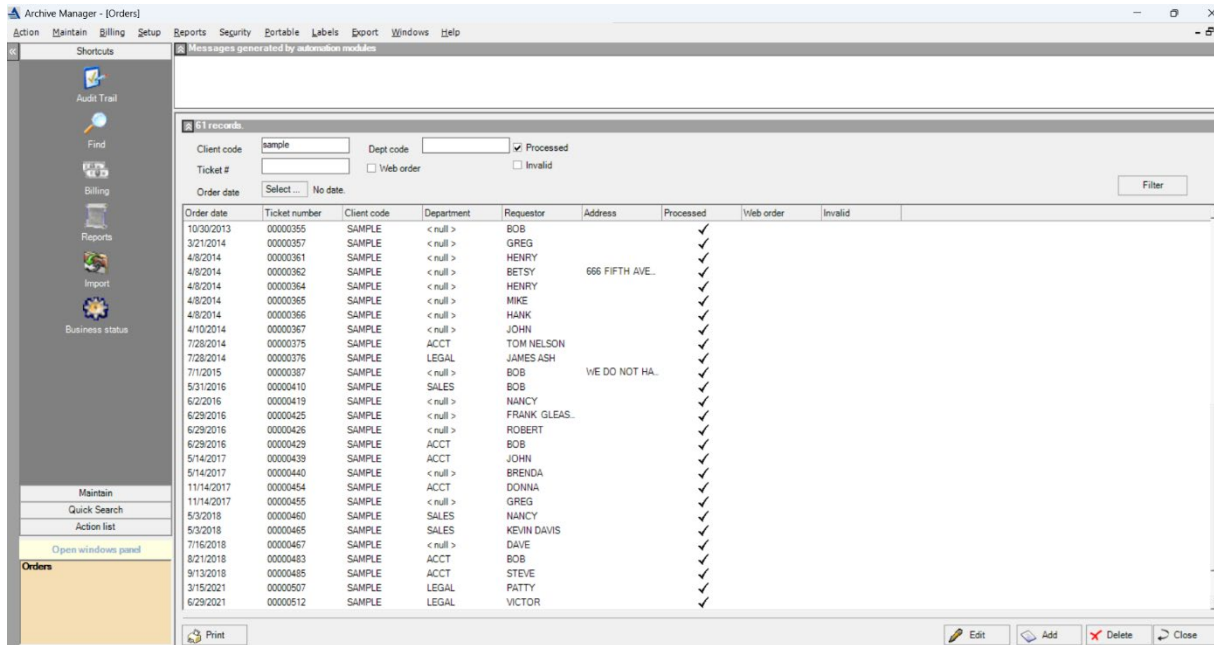 Archive Manager - [Orders]
Action Maintain Billing Setup Reports Segurity Portable Labels Export Windows Help
Shortcuts
Audit Trail
Find
Billing
Reports
Import
Business status
Maintain
Quick Search
Action list
Open windows panel
Orders
Messages generated by automation modules
61 records.
Client code sample Dept code Processed
Ticket # Web order Invalid
Order date Select ... No date. Filter
Order date Ticket number Client code Department Requestor Address Processed Web order Invalid
10/30/2013 00000355 SAMPLE < null > BOB
3/21/2014 00000357 SAMPLE < null > GREG
4/8/2014 00000361 SAMPLE < null > HENRY
4/8/2014 00000362 SAMPLE < null > BETSY 666 FIFTH AVE...
4/8/2014 00000364 SAMPLE < null > HENRY
4/8/2014 00000365 SAMPLE < null > MIKE
4/8/2014 00000366 SAMPLE < null > HANK
4/10/2014 00000367 SAMPLE < null > JOHN
7/28/2014 00000375 SAMPLE ACCT TOM NELSON
7/28/2014 00000376 SAMPLE LEGAL JAMES ASH
7/1/2015 00000387 SAMPLE < null > BOB WE DO NOT HA...
5/31/2016 00000410 SAMPLE SALES BOB
6/2/2016 00000419 SAMPLE < null > NANCY
6/29/2016 00000425 SAMPLE < null > FRANK GLEAS...
6/29/2016 00000426 SAMPLE < null > ROBERT
6/29/2016 00000429 SAMPLE ACCT BOB
5/14/2017 00000439 SAMPLE ACCT JOHN
5/14/2017 00000440 SAMPLE < null > BRENDA
11/14/2017 00000454 SAMPLE ACCT DONNA
11/14/2017 00000455 SAMPLE < null > GREG
5/3/2018 00000460 SAMPLE SALES NANCY
5/3/2018 00000465 SAMPLE SALES KEVIN DAVIS
7/16/2018 00000467 SAMPLE < null > DAVE
8/21/2018 00000483 SAMPLE ACCT BOB
9/13/2018 00000485 SAMPLE ACCT STEVE
3/15/2021 00000507 SAMPLE LEGAL PATTY
6/29/2021 00000512 SAMPLE LEGAL VICTOR
Print Edit Add Delete Close